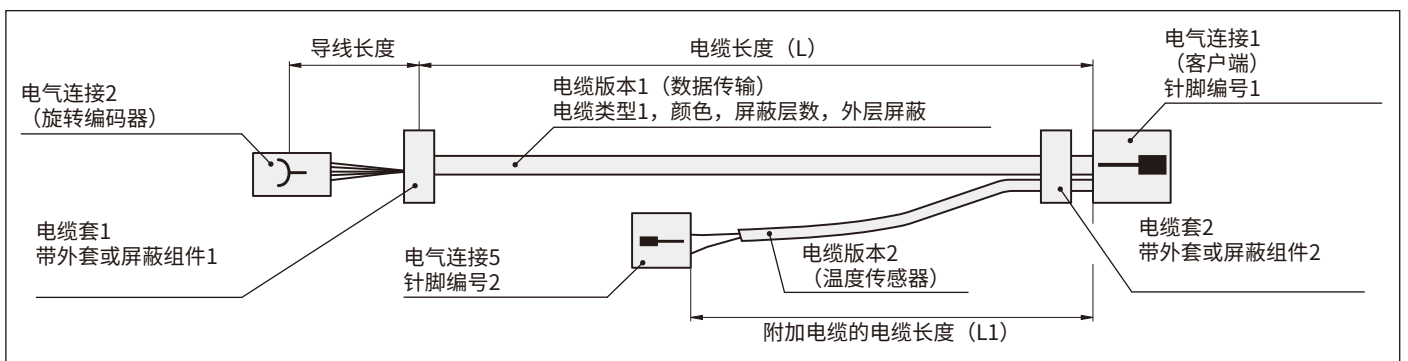 导线长度
电缆长度（L）
电气连接1
（客户端）
针脚编号1
电气连接2
（旋转编码器）
电缆版本1（数据传输）
电缆类型1，颜色，屏蔽层数，外层屏蔽
电缆套1
带外套或屏蔽组件1
电气连接5
针脚编号2
电缆版本2
（温度传感器）
电缆套2
带外套或屏蔽组件2
附加电缆的电缆长度（L1）